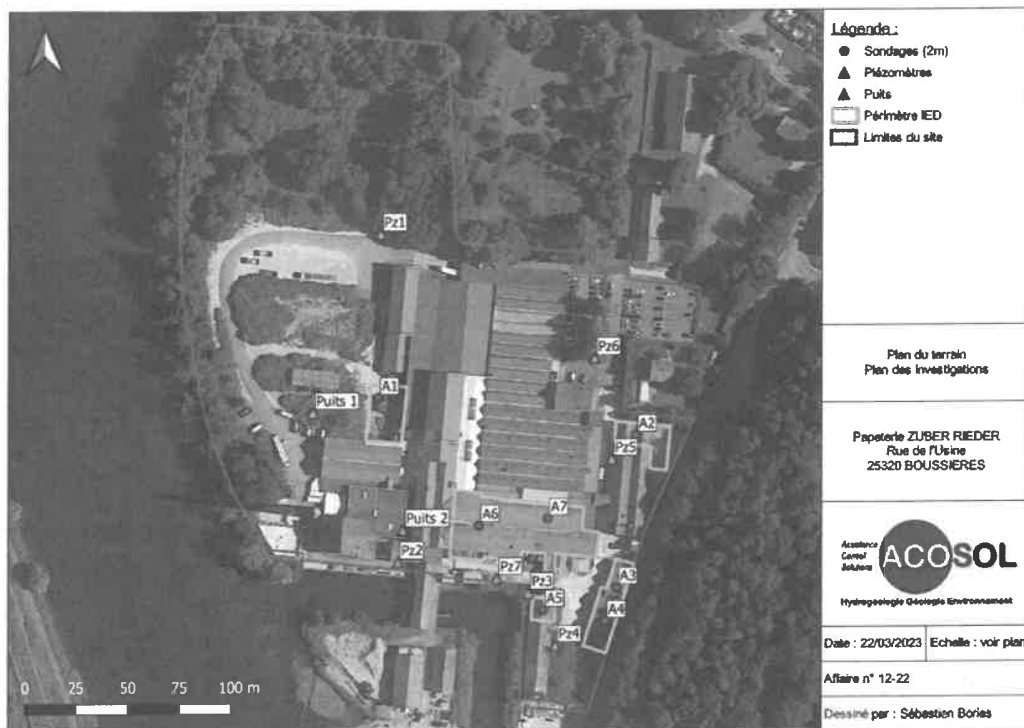 Légende :
Sondages (2m)
Piézomètres
Puits
Périmètre IED
Limites du site
Pz1
Pz6
A1
Puits 1
A2
Pz5
Puits 2
A6
A7
Pz2
Pz7
Pz3
A5
A3
A4
Pz4
0 25 50 75 100 m
Plan du terrain
Plan des investigations
Papeterie ZUBER RIEDER
Rue de l'Usine
25320 BOUSSIERES
Assistance
Conseil
Solutions
ACOSOL
Hydrogéologie Géologie Environnement
Date : 22/03/2023 Echelle : voir plan
Affaire n° 12-22
Dessiné par : Sébastien Bories